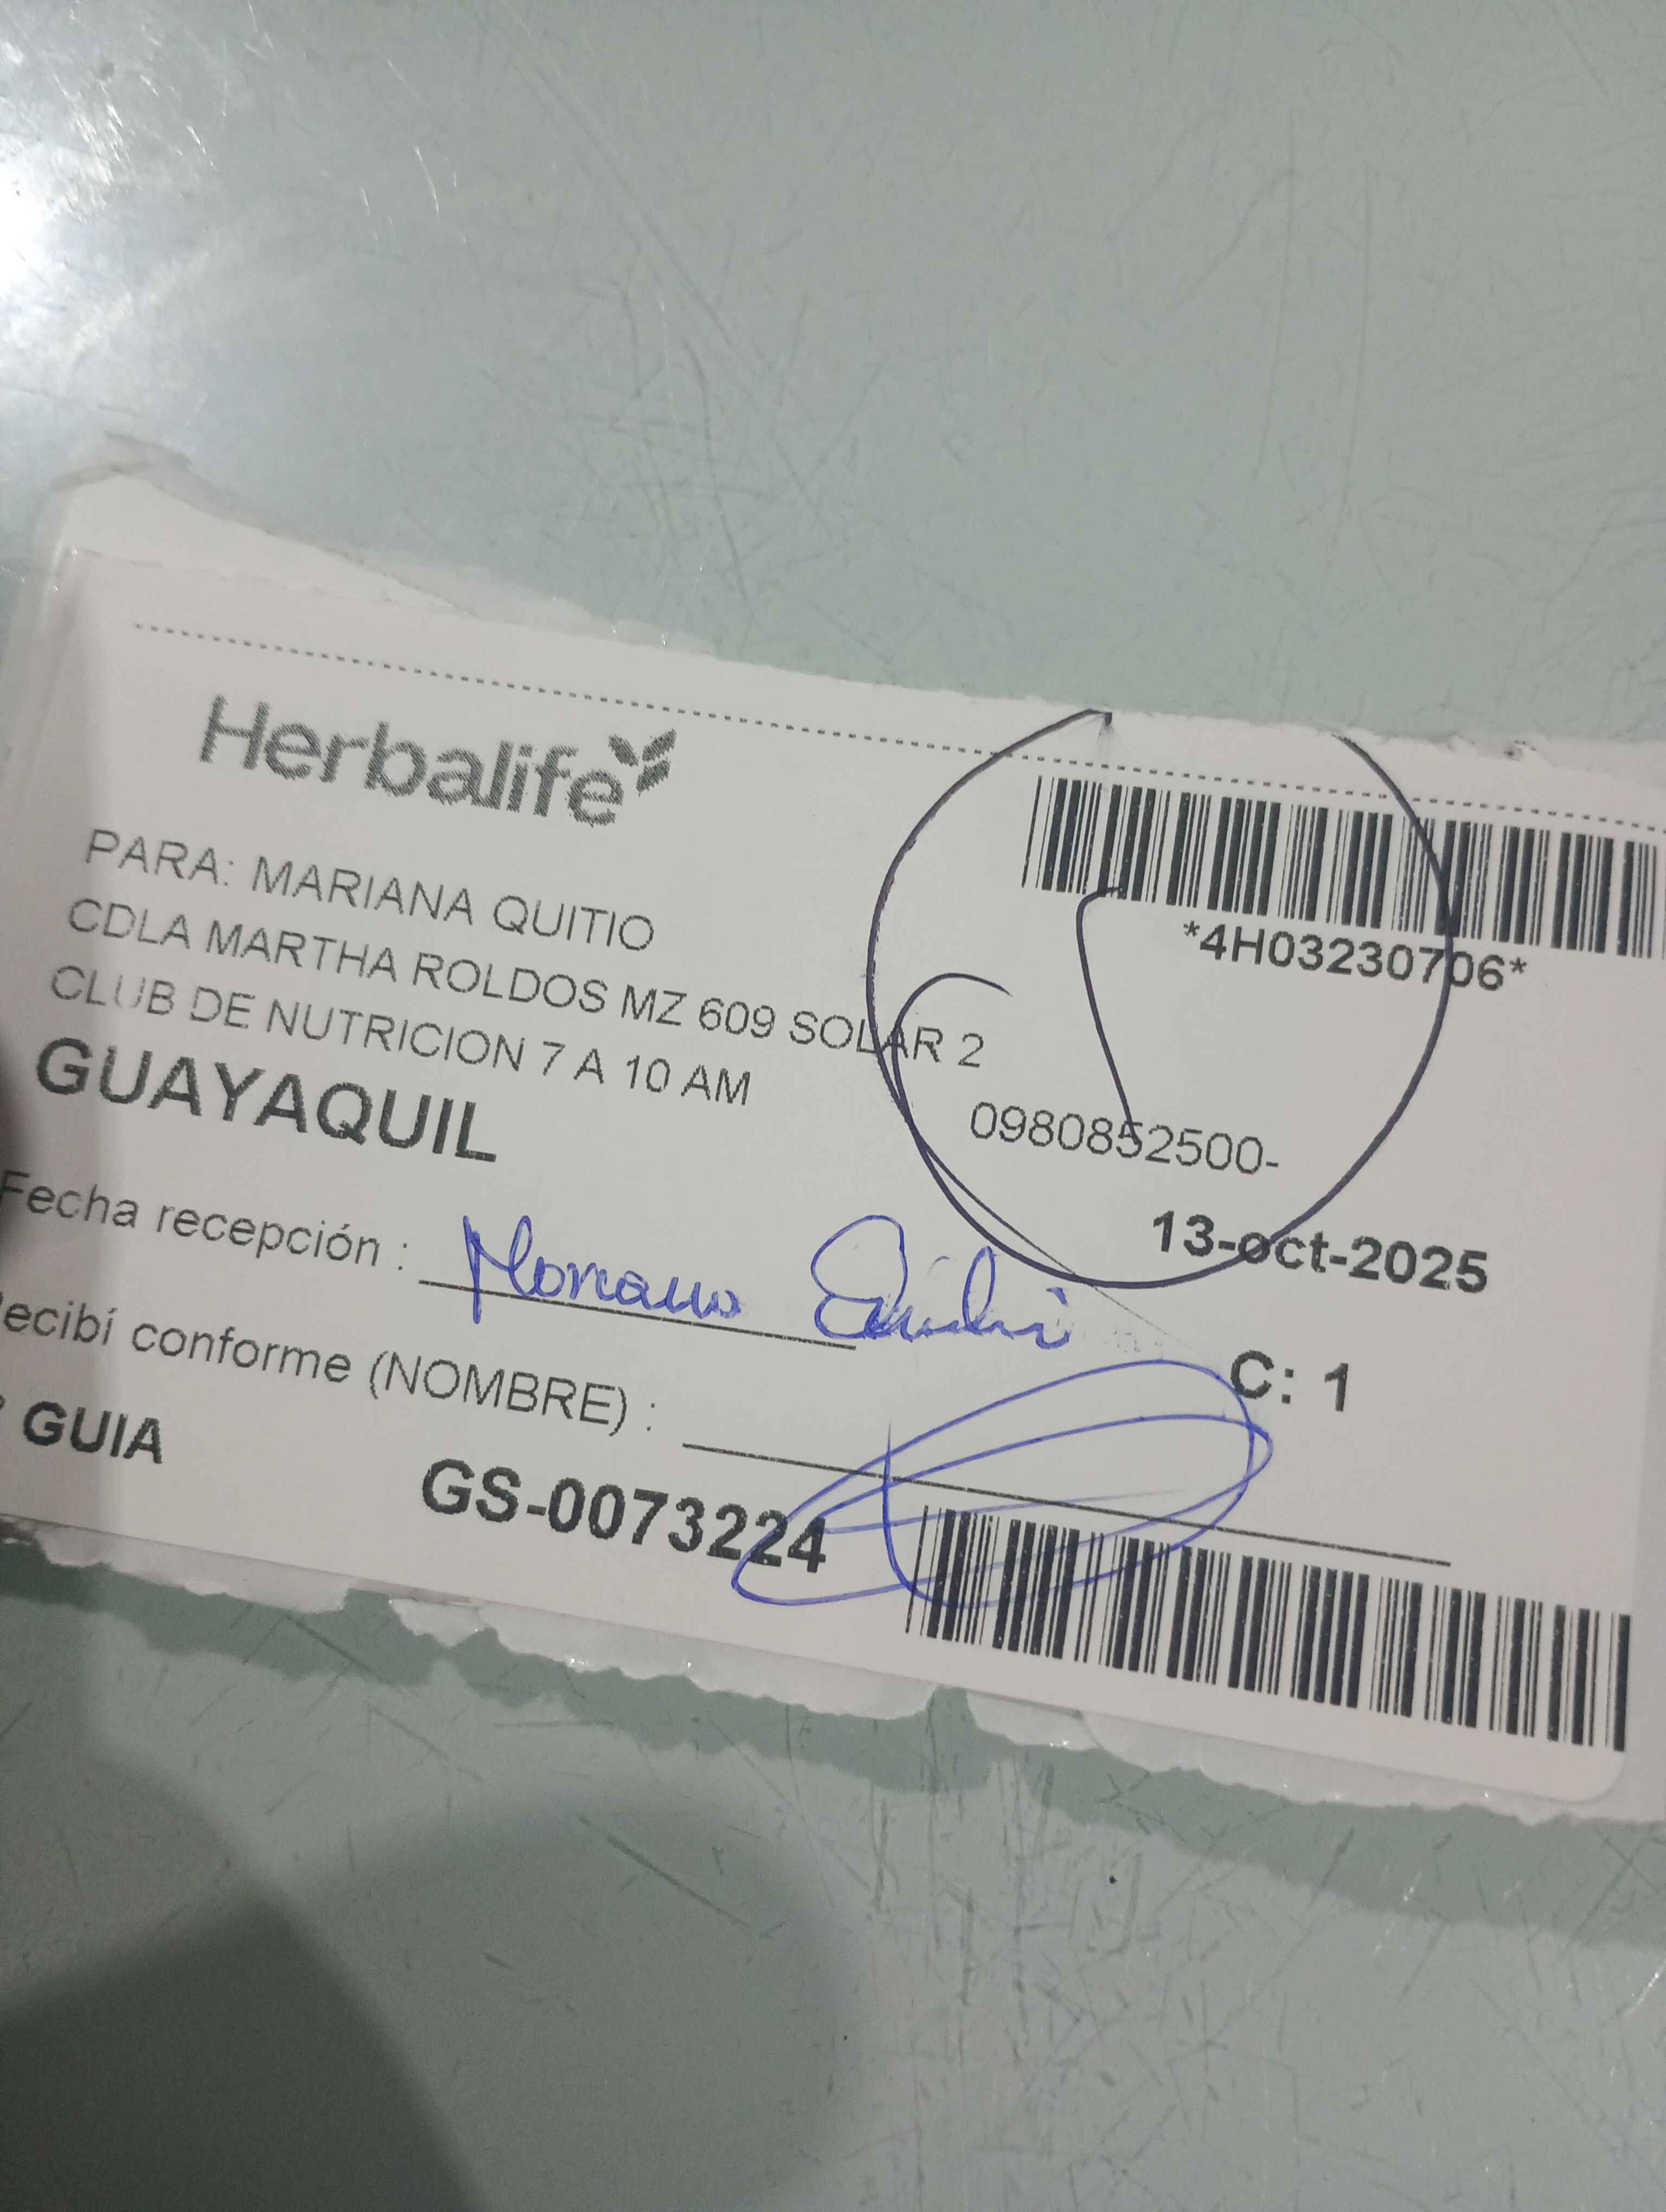 Herbalife
*4H03230706*
PARA: MARIANA QUITIO
CDLA MARTHA ROLDOS MZ 609 SOLAR 2
CLUB DE NUTRICION 7 A 10 AM
0980852500-
GUAYAQUIL
13-oct-2025
Fecha recepción :
C: 1
ecibí conforme (NOMBRE) :
GUIA
GS-0073224